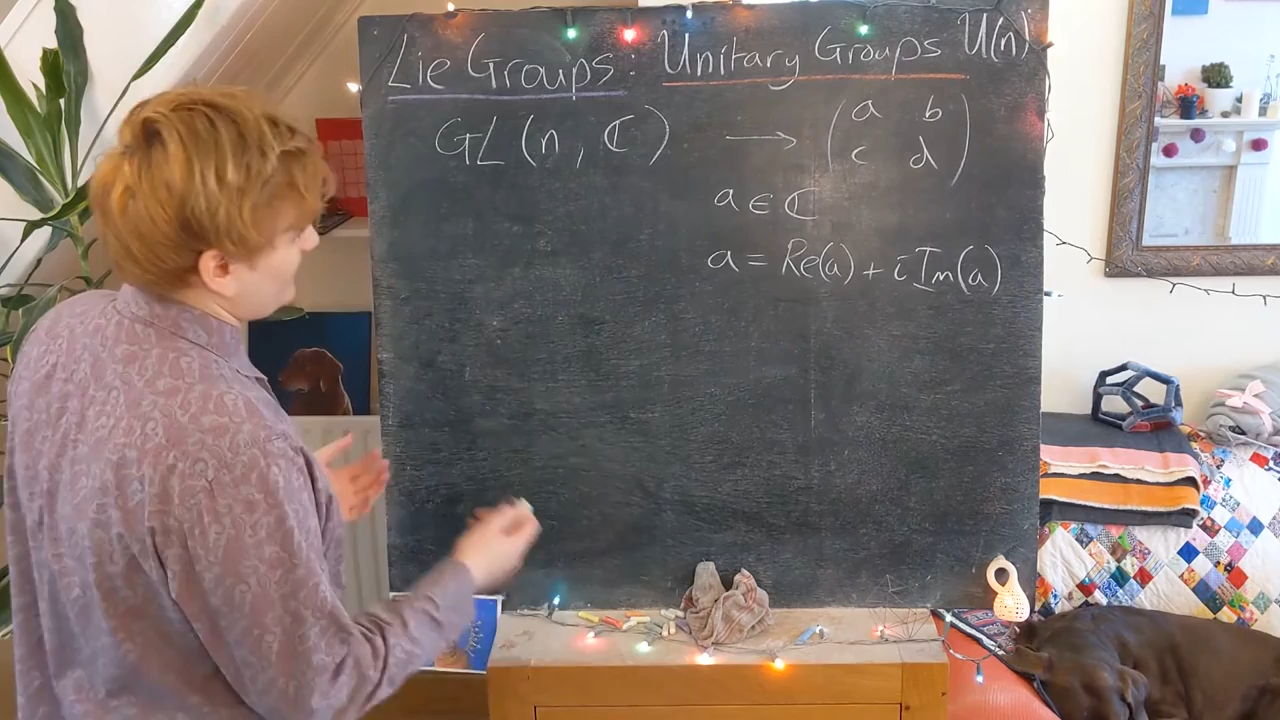 Lie Groups: Unitary Groups U(n)
GL(n, ℂ) → (a b
c d)
a ∈ ℂ
a = Re(a) + i Im(a)